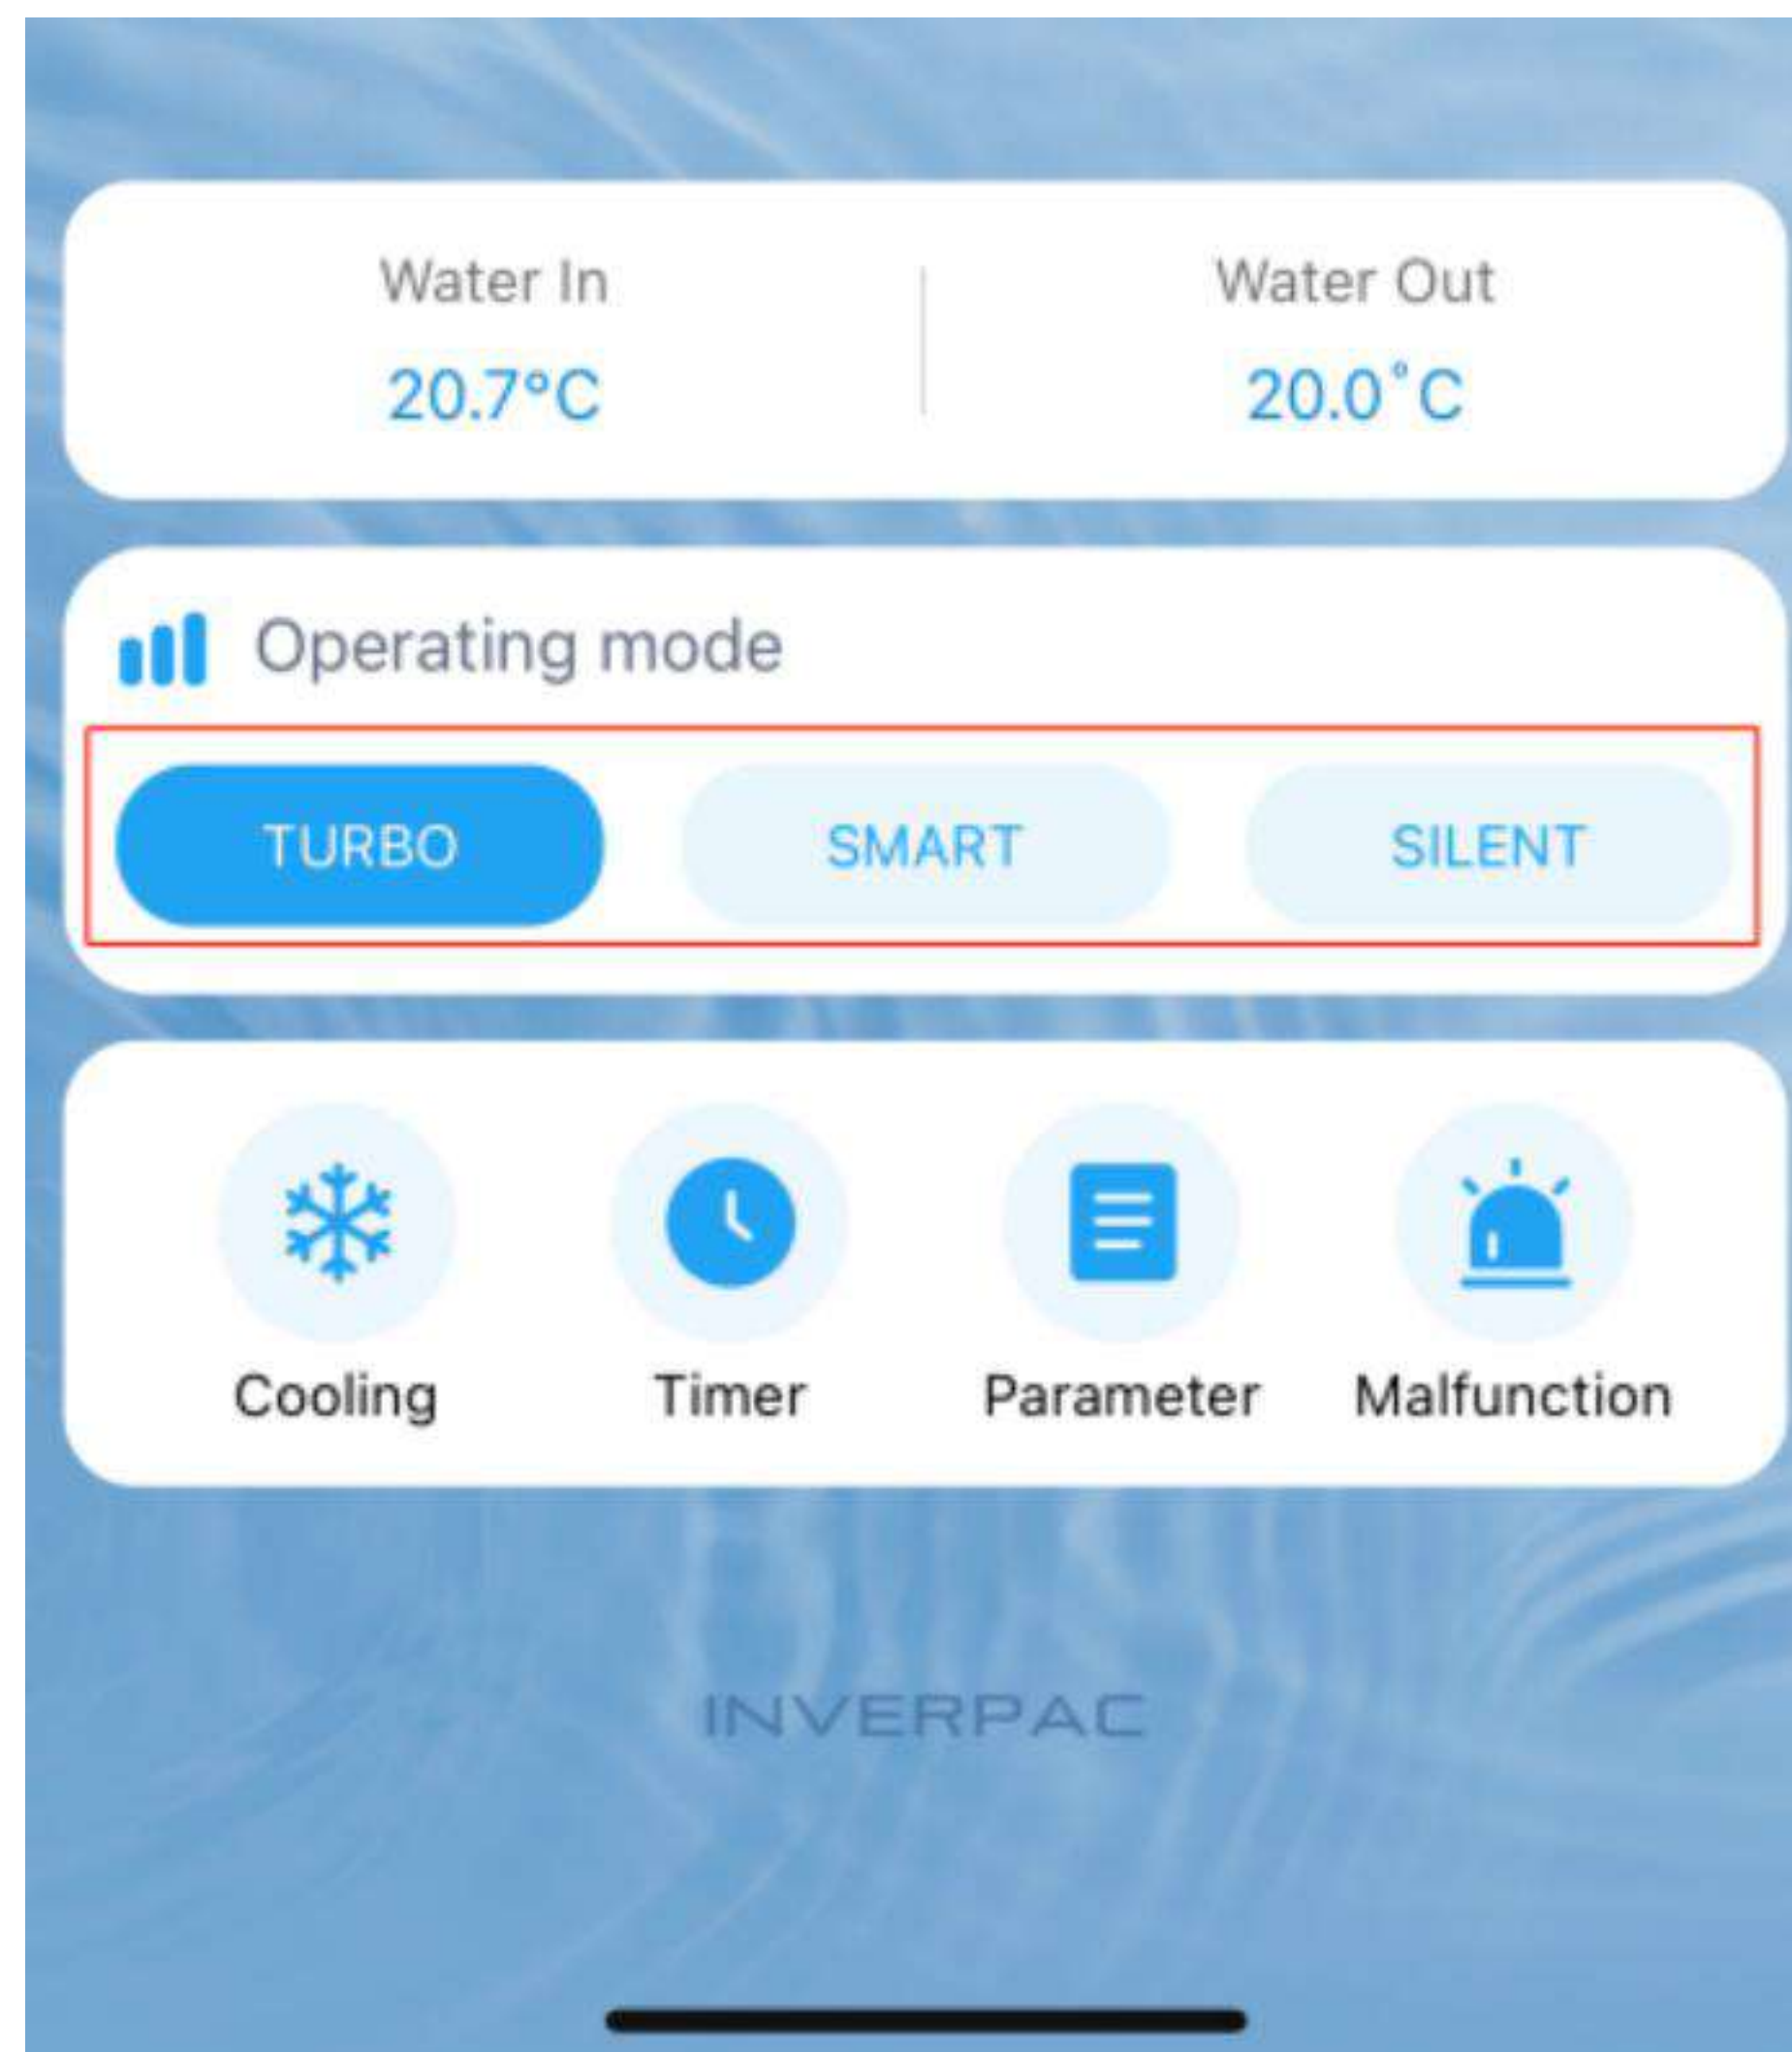 Water In Water Out
20.7°C 20.0°C
Operating mode
TURBO SMART SILENT
Cooling Timer Parameter Malfunction
INVERPAC